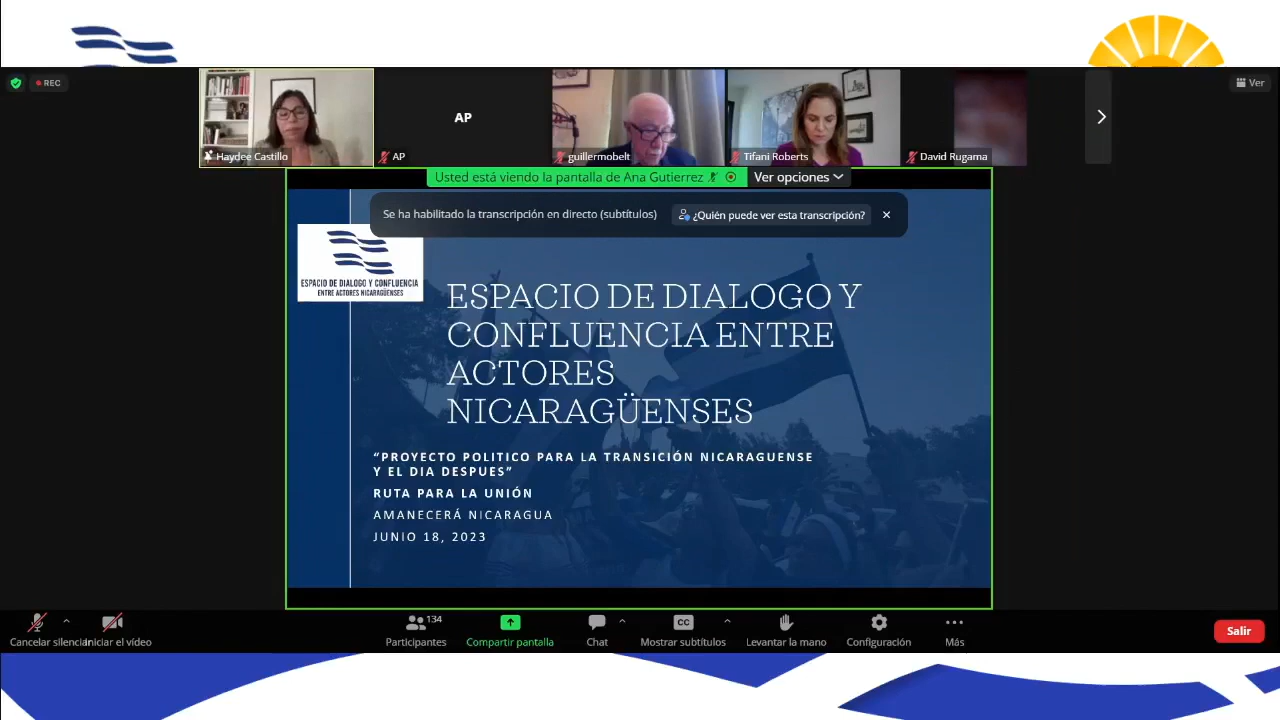 REC
Ver
Haydee Castillo
AP
AP
guillermobelt
Tifani Roberts
David Rugama
Usted está viendo la pantalla de Ana Gutierrez
Ver opciones
Se ha habilitado la transcripción en directo (subtítulos)
¿Quién puede ver esta transcripción?
ESPACIO DE DIALOGO Y CONFLUENCIA
ENTRE ACTORES NICARAGÜENSES
ESPACIO DE DIALOGO Y
CONFLUENCIA ENTRE
ACTORES
NICARAGÜENSES
“PROYECTO POLITICO PARA LA TRANSICIÓN NICARAGUENSE
Y EL DIA DESPUES”
RUTA PARA LA UNIÓN
AMANECERÁ NICARAGUA
JUNIO 18, 2023
134
Cancelar silencia
Iniciar el vídeo
Participantes
Compartir pantalla
Chat
CC
Mostrar subtítulos
Levantar la mano
Configuración
Más
Salir